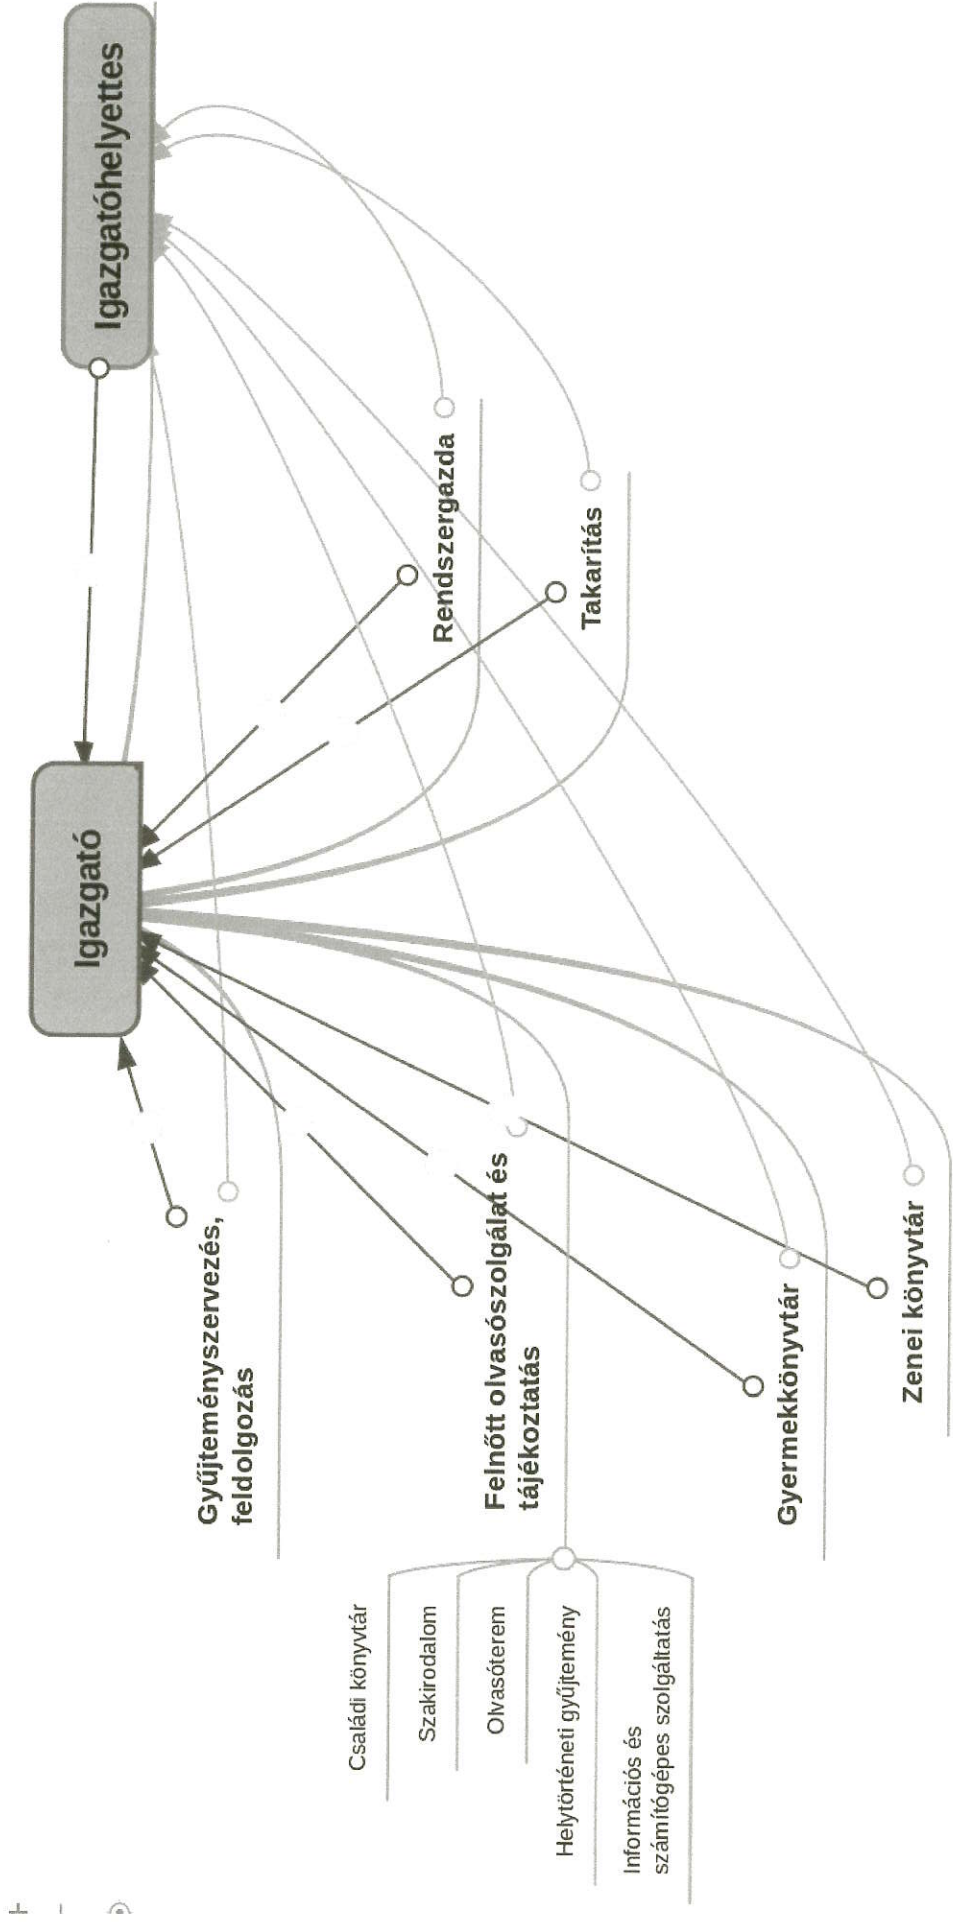 Igazgató
Igazgatóhelyettes
Gyűjteményszervezés,
feldolgozás
Felnőtt olvasószolgálat és
tájékoztatás
Családi könyvtár
Szakirodalom
Olvasóterem
Helytörténeti gyűjtemény
Információs és
számítógépes szolgáltatás
Gyermekkönyvtár
Zenei könyvtár
Rendszergazda
Takarítás